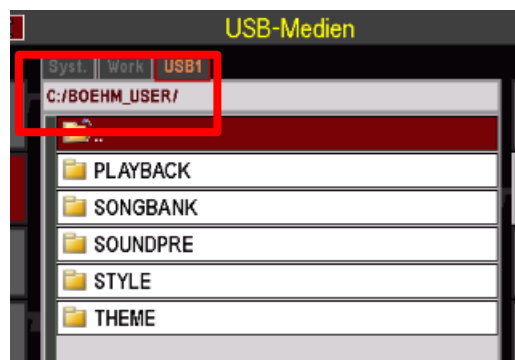 USB-Medien
Syst. Work USB1
C:/BOEHM_USER/
..
PLAYBACK
SONGBANK
SOUNDPRE
STYLE
THEME